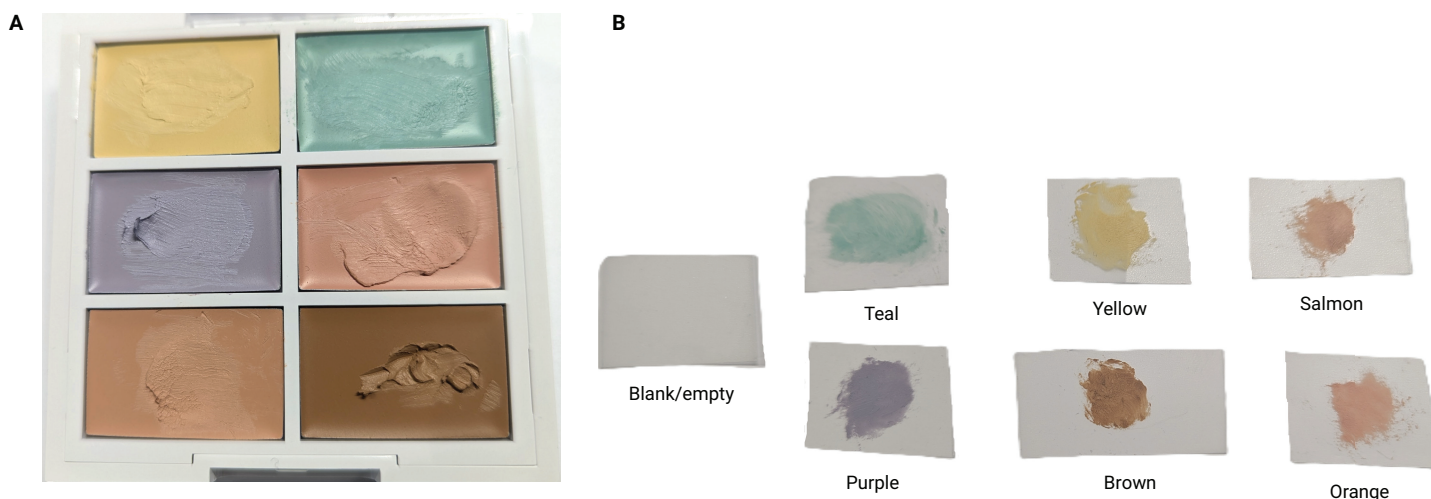 A
B
Teal
Yellow
Salmon
Blank/empty
Purple
Brown
Orange